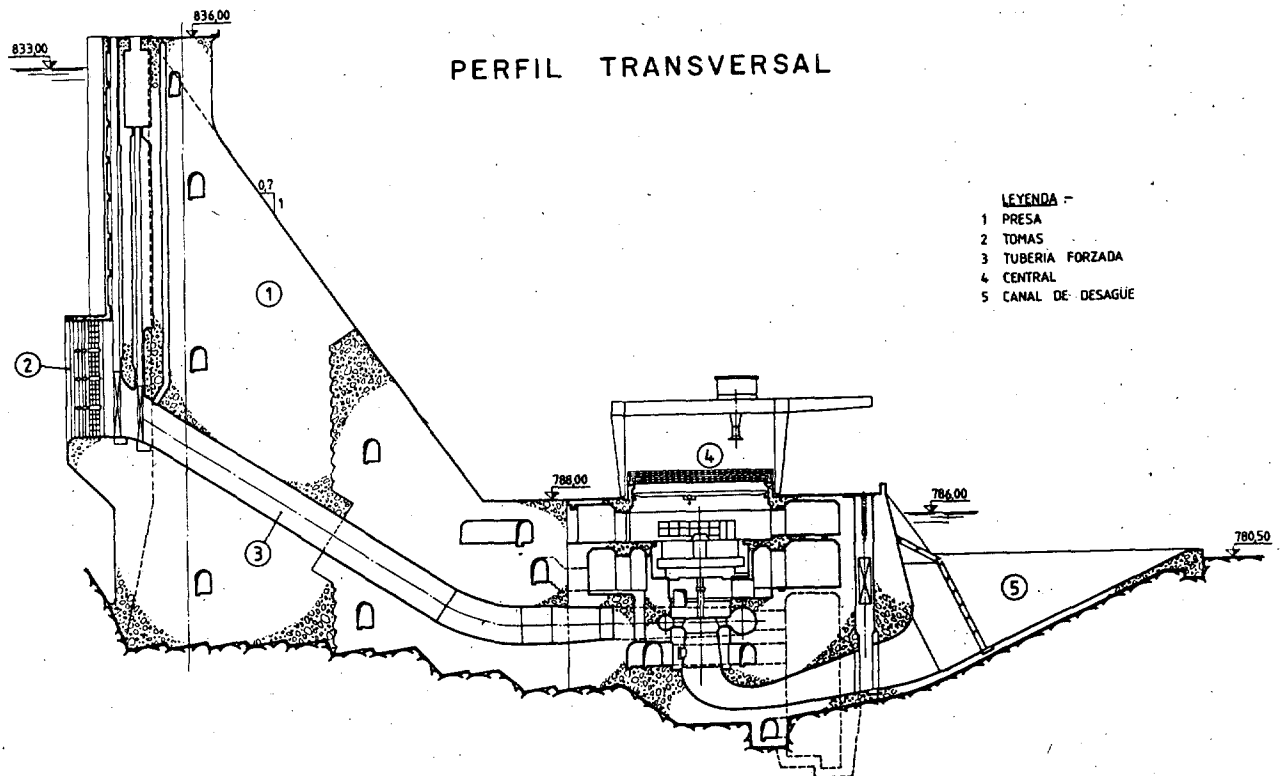 836,00
833,00
PERFIL TRANSVERSAL
0,7
1
LEYENDA :-
1 PRESA
2 TOMAS
3 TUBERIA FORZADA
4 CENTRAL
5 CANAL DE DESAGÜE
1
2
4
788,00
786,00
780,50
3
5